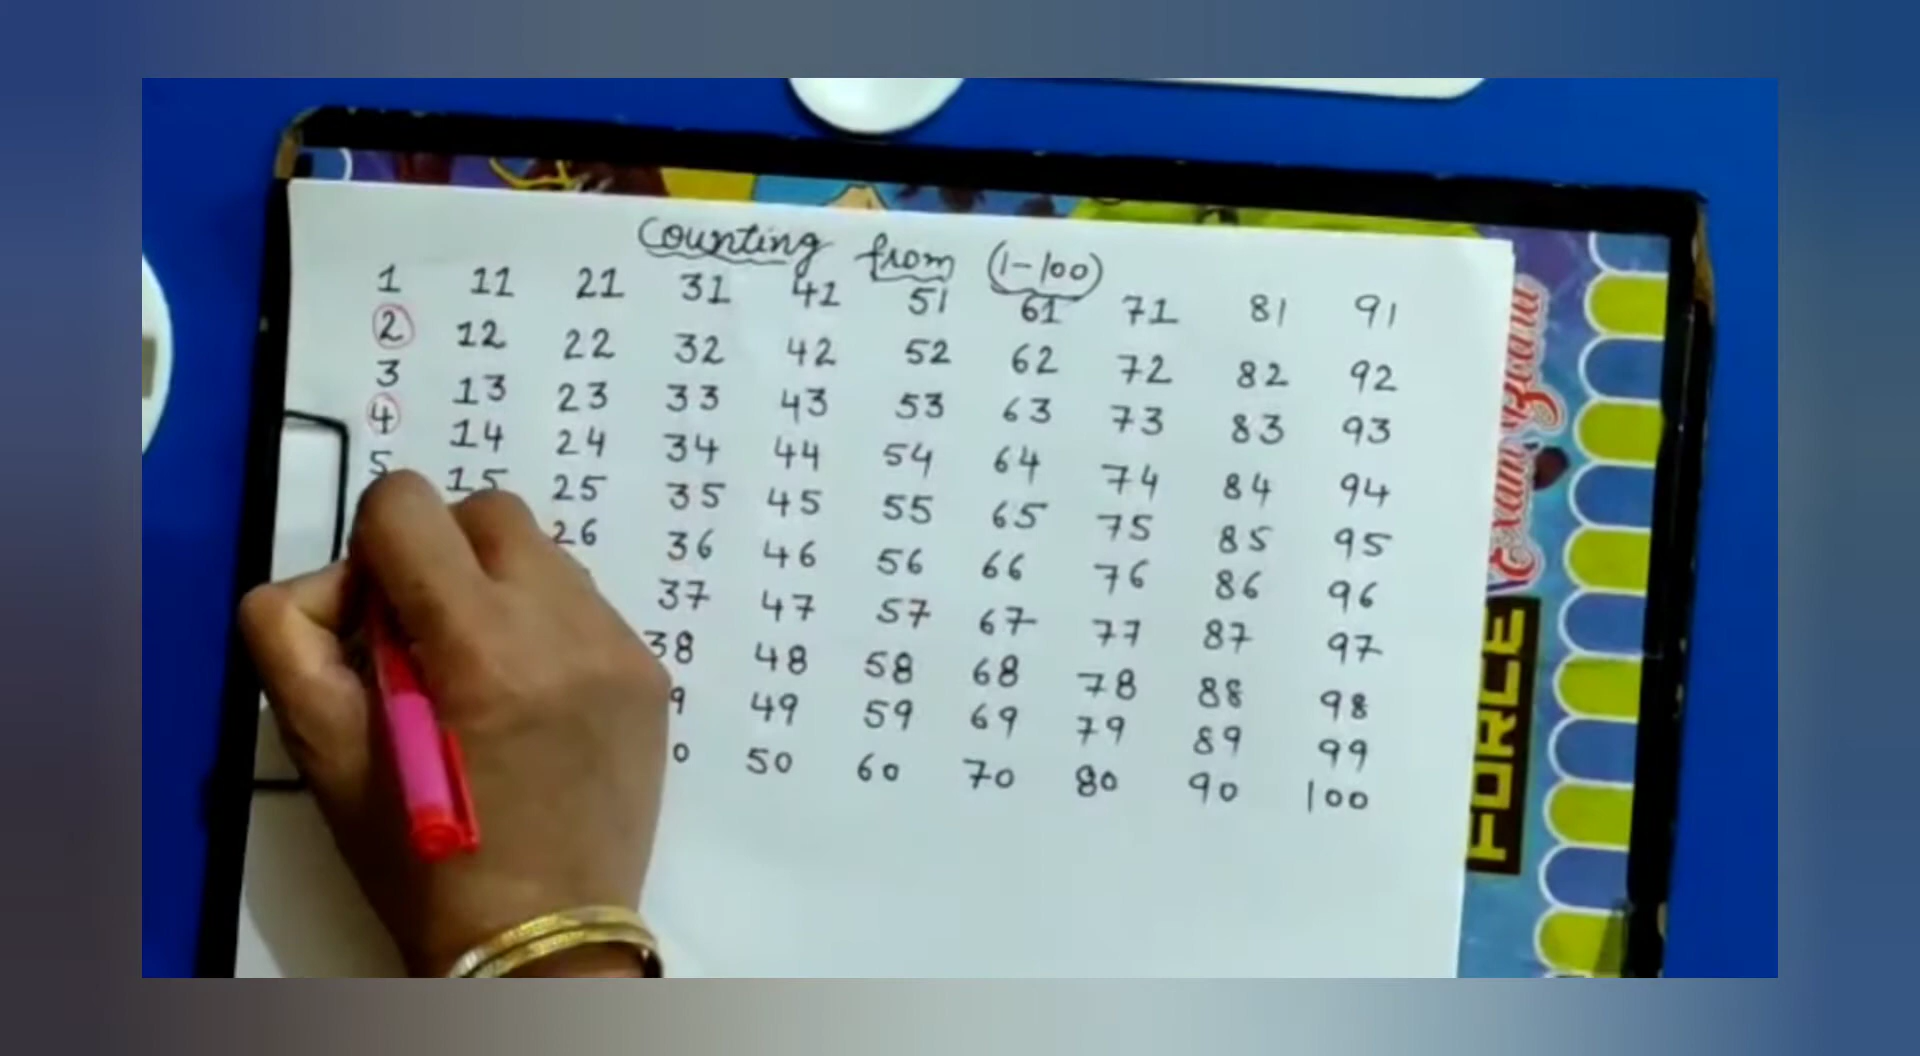 Counting from (1-100)
1 11 21 31 41 51 61 71 81 91
2 12 22 32 42 52 62 72 82 92
3 13 23 33 43 53 63 73 83 93
4 14 24 34 44 54 64 74 84 94
5 15 25 35 45 55 65 75 85 95
26 36 46 56 66 76 86 96
37 47 57 67 77 87 97
38 48 58 68 78 88 98
9 49 59 69 79 89 99
0 50 60 70 80 90 100
Exam Board
FORCE